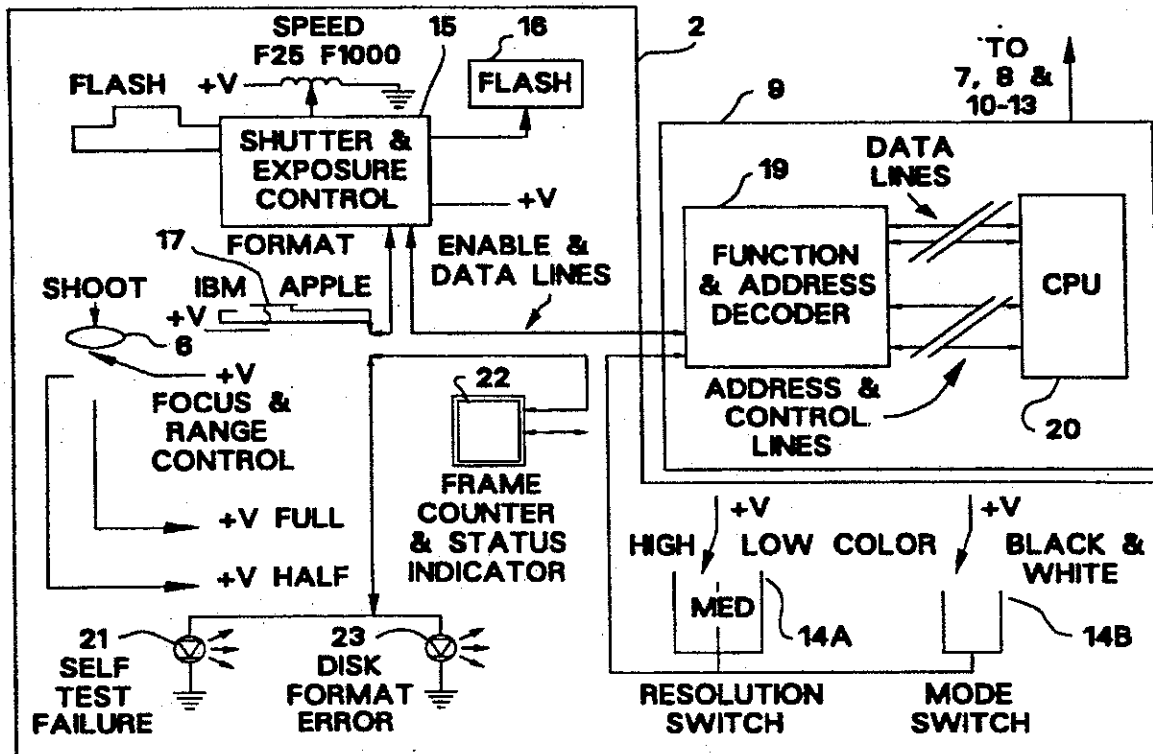 SPEED
F25 F1000
15
16
2
TO
7, 8 &
10-13
FLASH
+V
FLASH
9
SHUTTER &
EXPOSURE
CONTROL
+V
DATA
LINES
19
17
FORMAT
IBM APPLE
ENABLE &
DATA LINES
FUNCTION
& ADDRESS
DECODER
CPU
SHOOT
+V
6
+V
FOCUS &
RANGE
CONTROL
22
ADDRESS &
CONTROL
LINES
20
FRAME
COUNTER
& STATUS
INDICATOR
+V FULL
+V HALF
+V
+V
HIGH LOW COLOR
BLACK &
WHITE
MED
14A
14B
21
SELF
TEST
FAILURE
23
DISK
FORMAT
ERROR
RESOLUTION
SWITCH
MODE
SWITCH